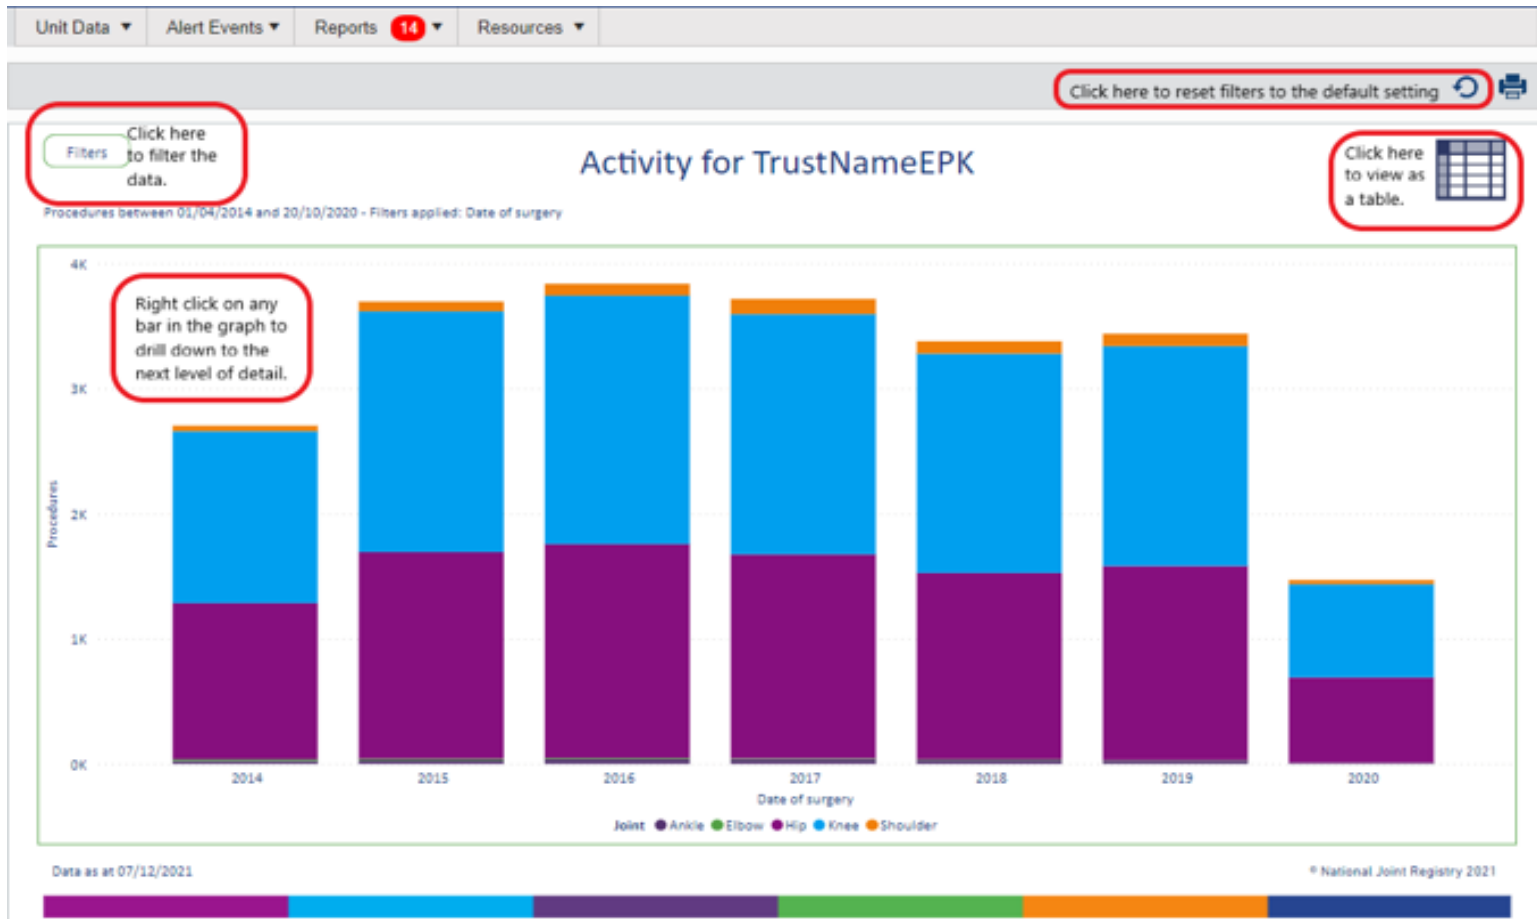 Unit Data
Alert Events
Reports 14
Resources
Click here to reset filters to the default setting
Filters
Click here
to filter the
data.
Activity for TrustNameEPK
Click here
to view as
a table.
Procedures between 01/04/2014 and 20/10/2020 - Filters applied: Date of surgery
4K
Right click on any
bar in the graph to
drill down to the
next level of detail.
3K
2K
1K
0K
Procedures
2014 2015 2016 2017 2018 2019 2020
Date of surgery
Joint Ankle Elbow Hip Knee Shoulder
Data as at 07/12/2021
© National Joint Registry 2021